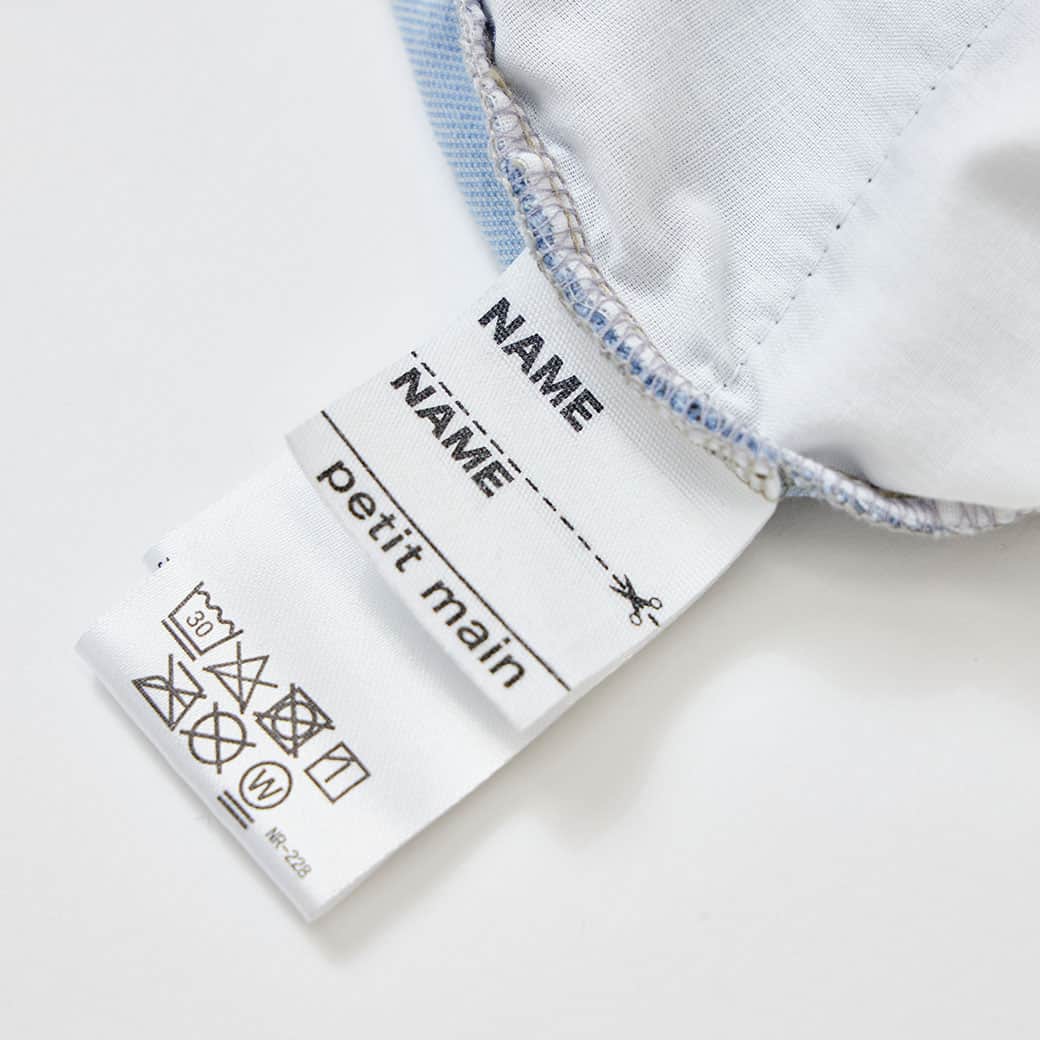 NAME
NAME
petit main
30
W
NR-228